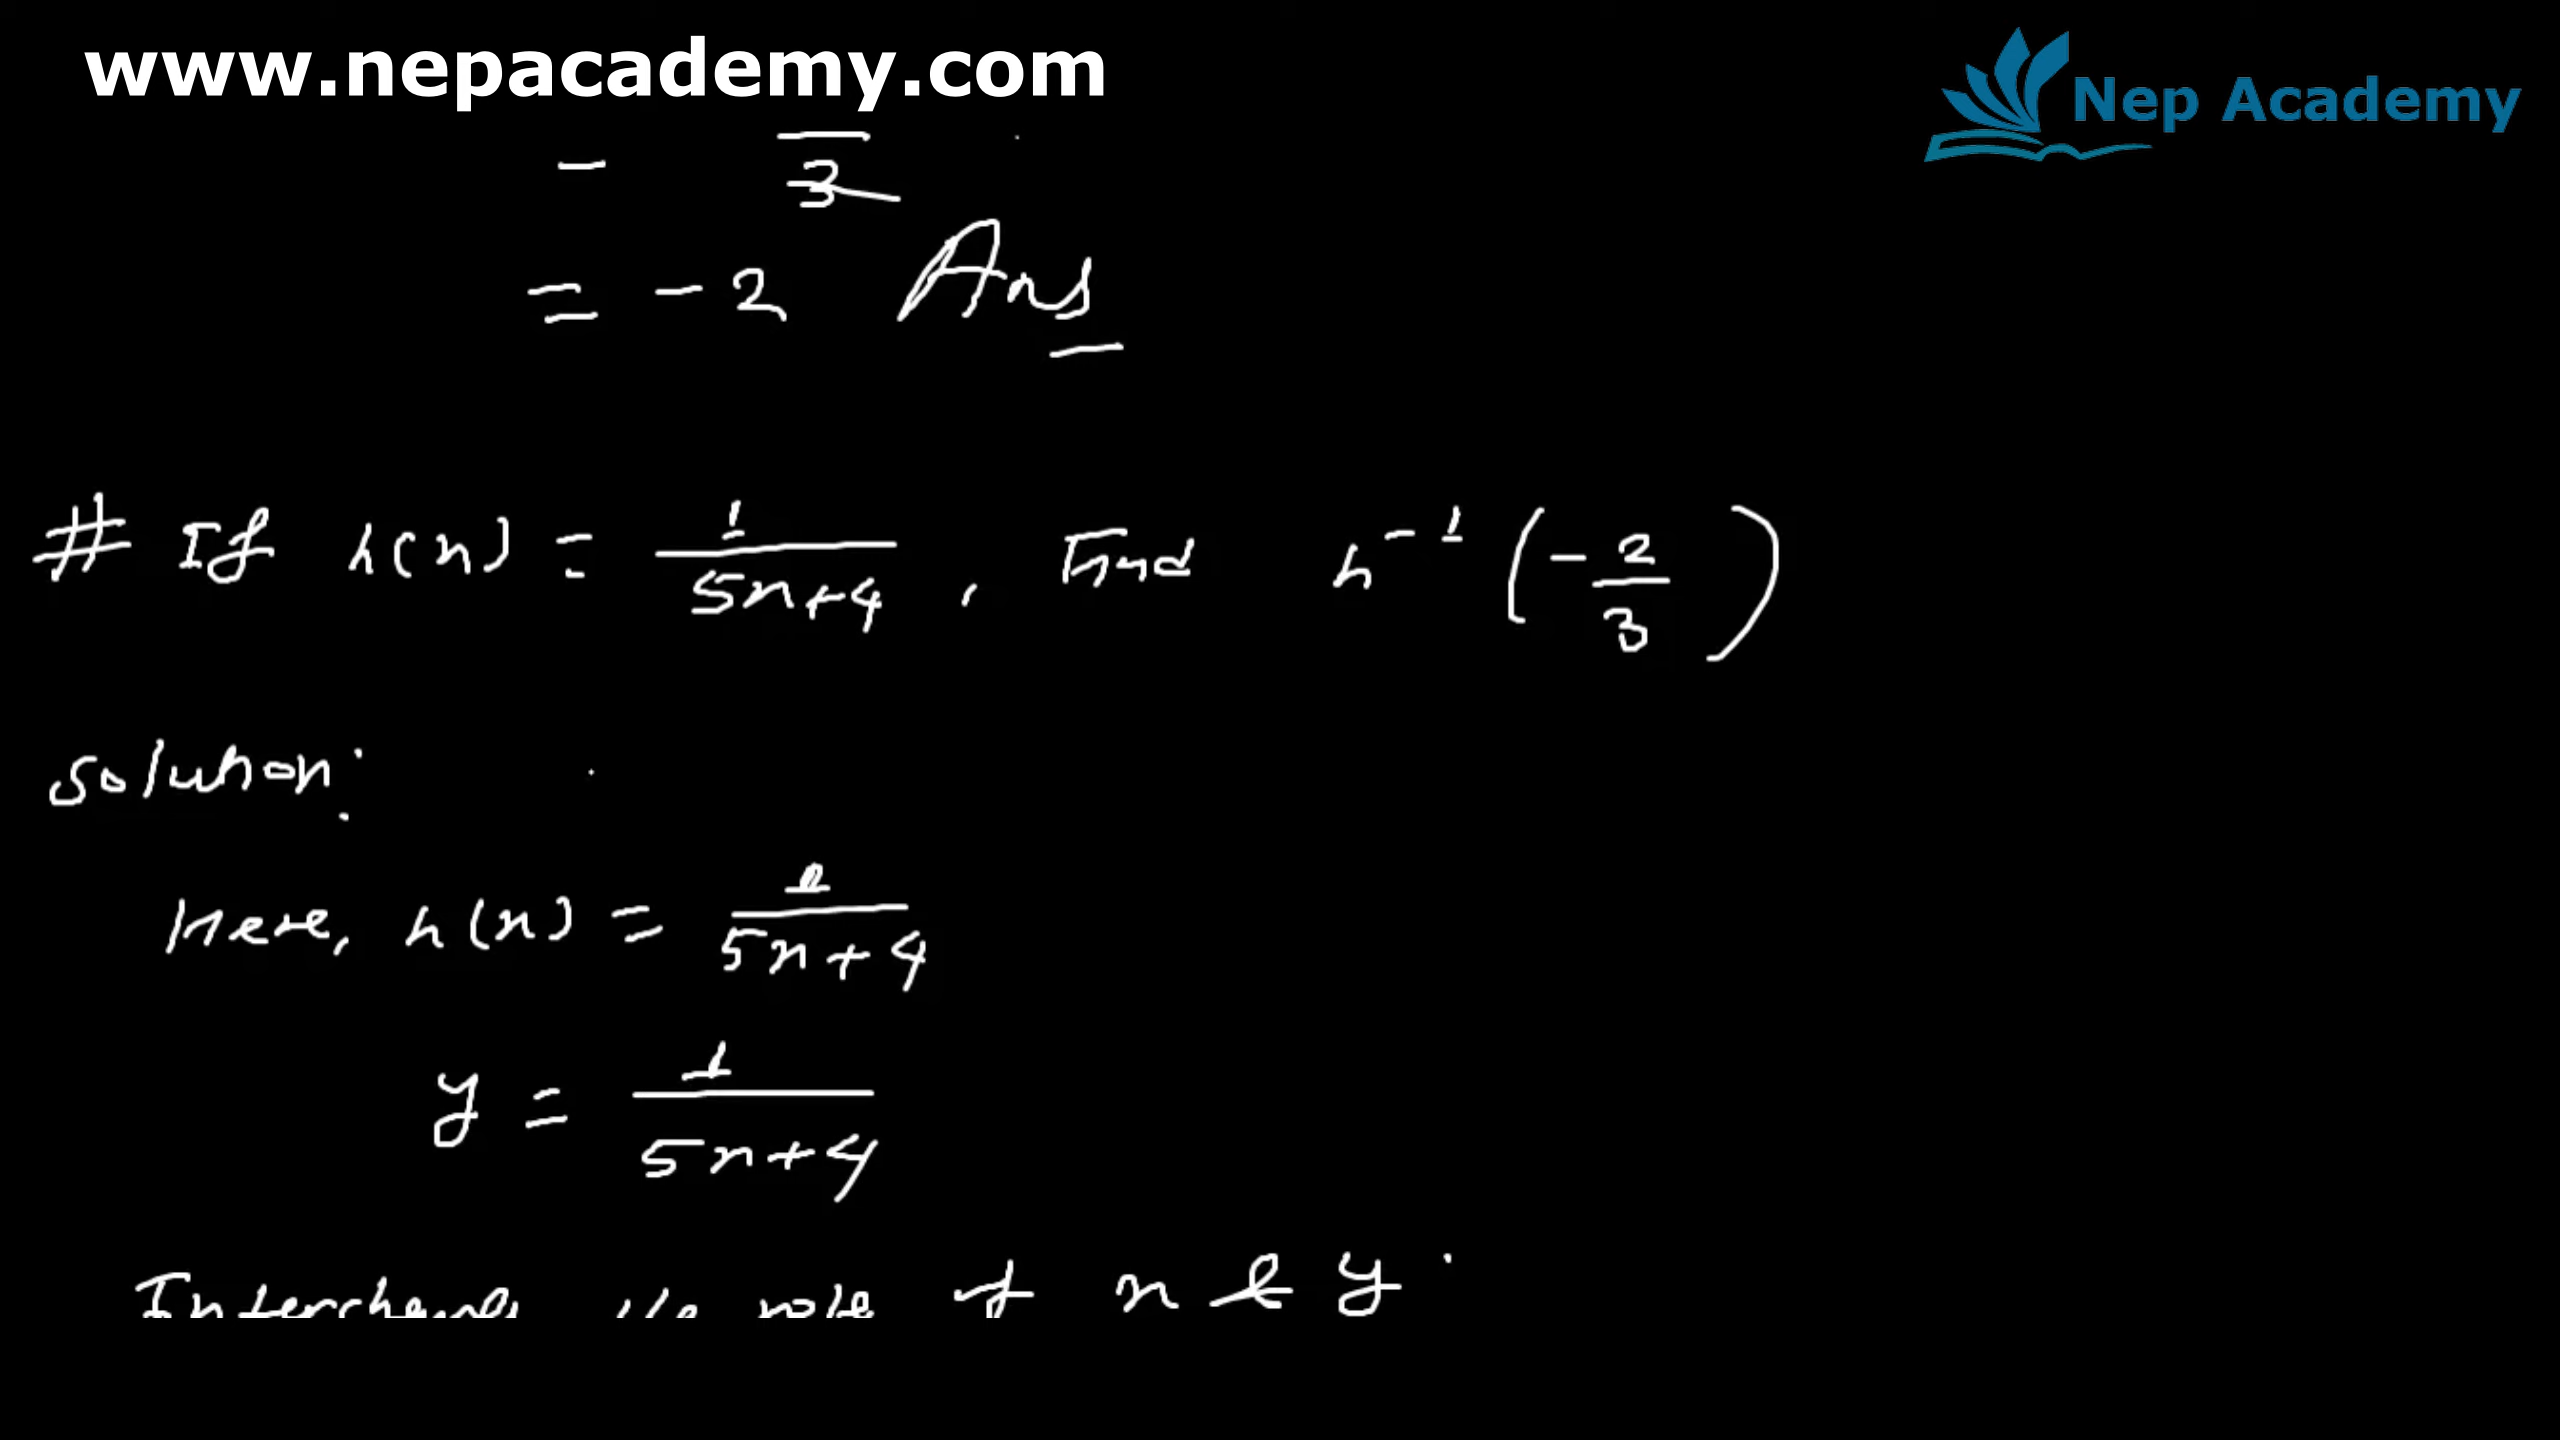 www.nepacademy.com
Nep Academy
- 3
= -2 Ans
# If h(x) = 1/(5x+4), Find h⁻¹(-2/3)
Solution:
Here, h(x) = 1/(5x+4)
y = 1/(5x+4)
Interchange the role of x & y.